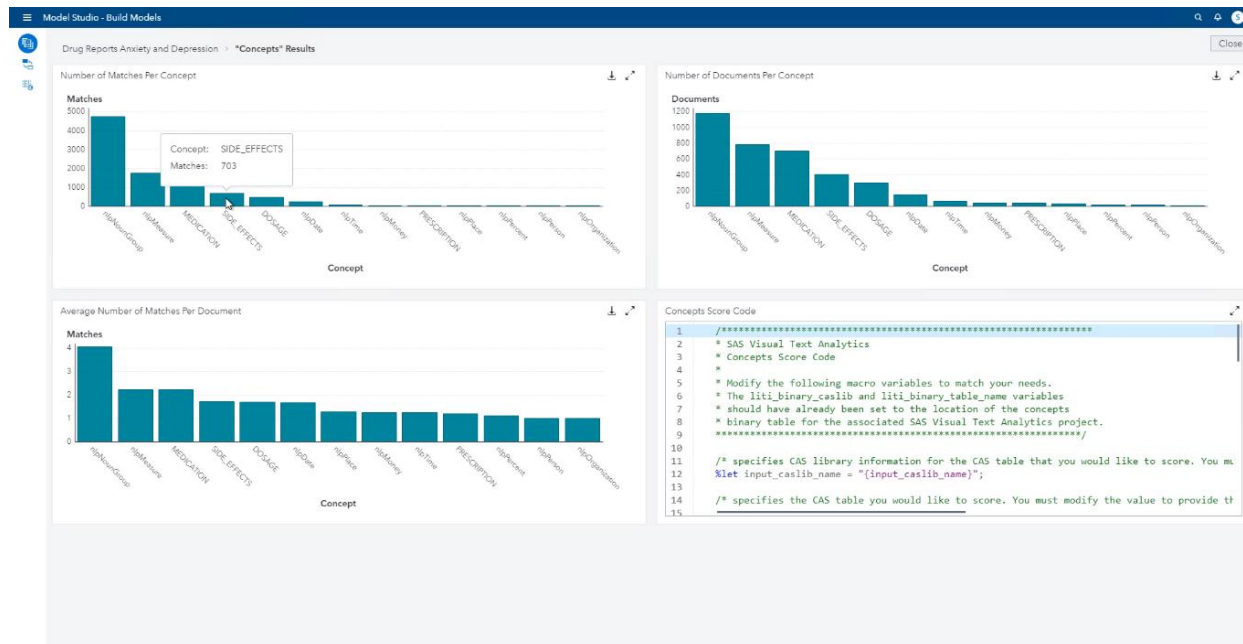 Model Studio - Build Models
S
Drug Reports Anxiety and Depression > "Concepts" Results
Close
Number of Matches Per Concept
Matches
5000
4000
3000
2000
1000
0
Concept: SIDE_EFFECTS
Matches: 703
nlpNounGroup
nlpMeasure
MEDICATION
SIDE_EFFECTS
DOSAGE
nlpDate
nlpTime
nlpMoney
PRESCRIPTION
nlpPlace
nlpPercent
nlpPerson
nlpOrganization
Concept
Number of Documents Per Concept
Documents
1200
1000
800
600
400
200
0
nlpNounGroup
nlpMeasure
MEDICATION
SIDE_EFFECTS
DOSAGE
nlpDate
nlpTime
nlpMoney
PRESCRIPTION
nlpPlace
nlpPercent
nlpPerson
nlpOrganization
Concept
Average Number of Matches Per Document
Matches
4
3
2
1
0
nlpNounGroup
nlpMeasure
MEDICATION
SIDE_EFFECTS
DOSAGE
nlpDate
nlpPlace
nlpMoney
nlpTime
PRESCRIPTION
nlpPercent
nlpPerson
nlpOrganization
Concept
Concepts Score Code
1 /*****************************************************************
2 * SAS Visual Text Analytics
3 * Concepts Score Code
4 *
5 * Modify the following macro variables to match your needs.
6 * The liti_binary_caslib and liti_binary_table_name variables
7 * should have already been set to the location of the concepts
8 * binary table for the associated SAS Visual Text Analytics project.
9 ****************************************************************/
10
11 /* specifies CAS library information for the CAS table that you would like to score. You mu
12 %let input_caslib_name = "{input_caslib_name}";
13
14 /* specifies the CAS table you would like to score. You must modify the value to provide th
15